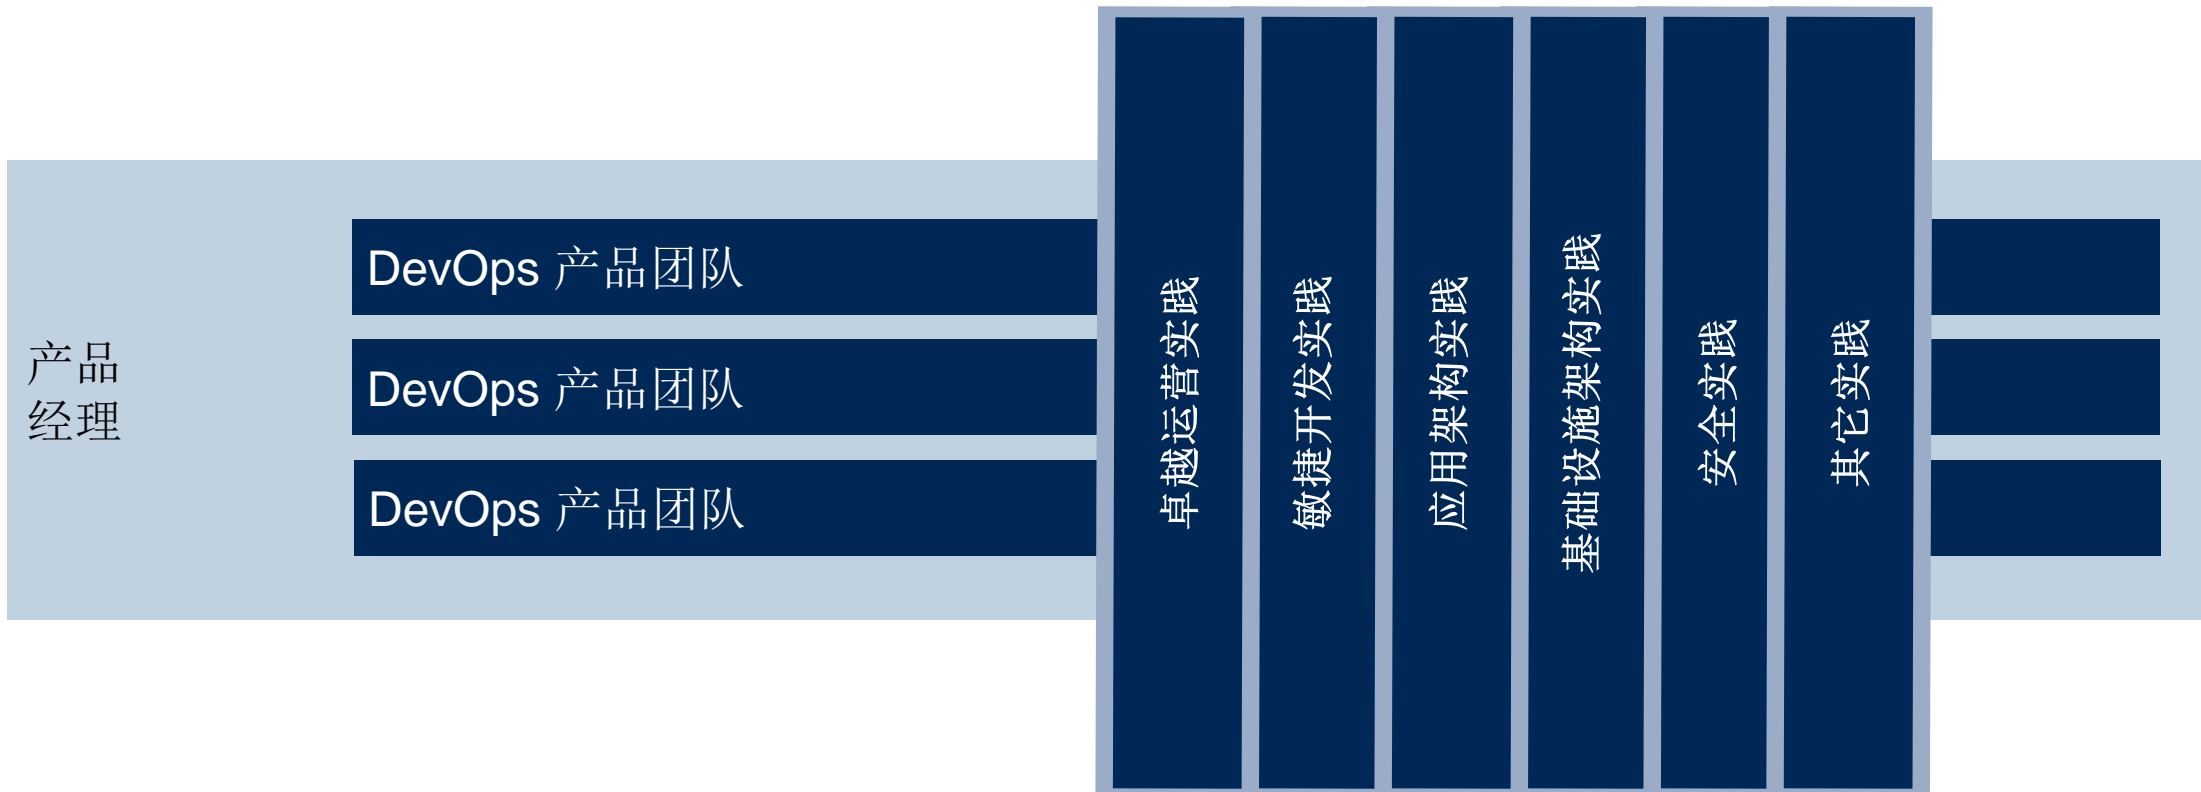 产品
经理
DevOps 产品团队
DevOps 产品团队
DevOps 产品团队
卓越运营实践
敏捷开发实践
应用架构实践
基础设施架构实践
安全实践
其它实践